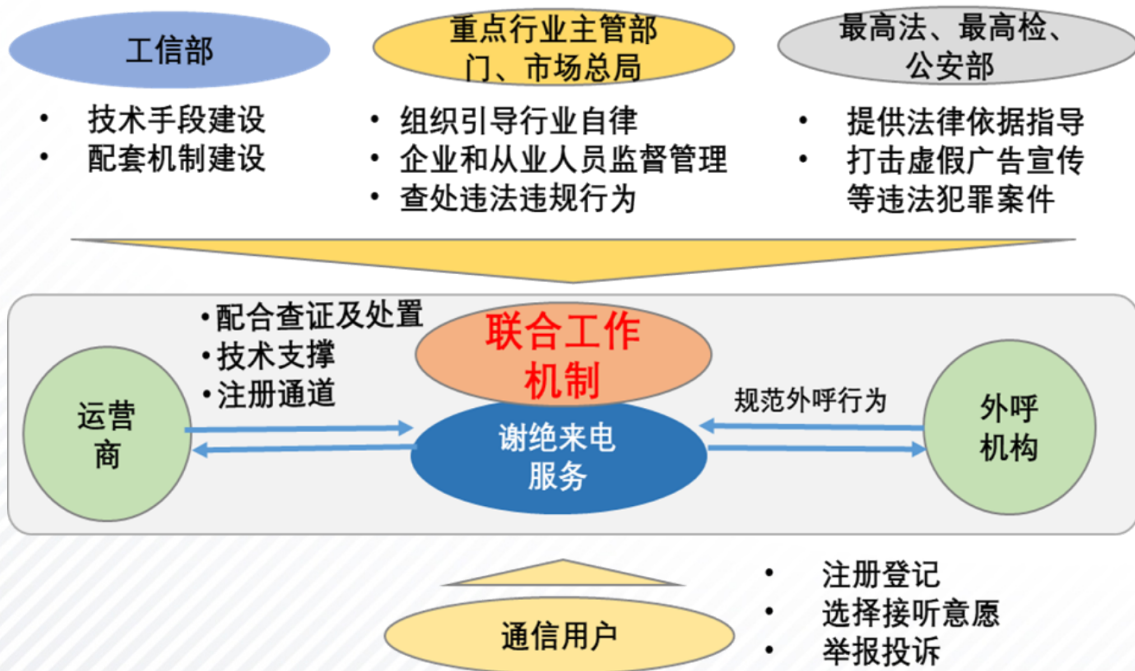 工信部
• 技术手段建设
• 配套机制建设
重点行业主管部
门、市场总局
• 组织引导行业自律
• 企业和从业人员监督管理
• 查处违法违规行为
最高法、最高检、
公安部
• 提供法律依据指导
• 打击虚假广告宣传
等违法犯罪案件
• 配合查证及处置
• 技术支撑
• 注册通道
运营
商
联合工作
机制
谢绝来电
服务
规范外呼行为
外呼
机构
通信用户
• 注册登记
• 选择接听意愿
• 举报投诉